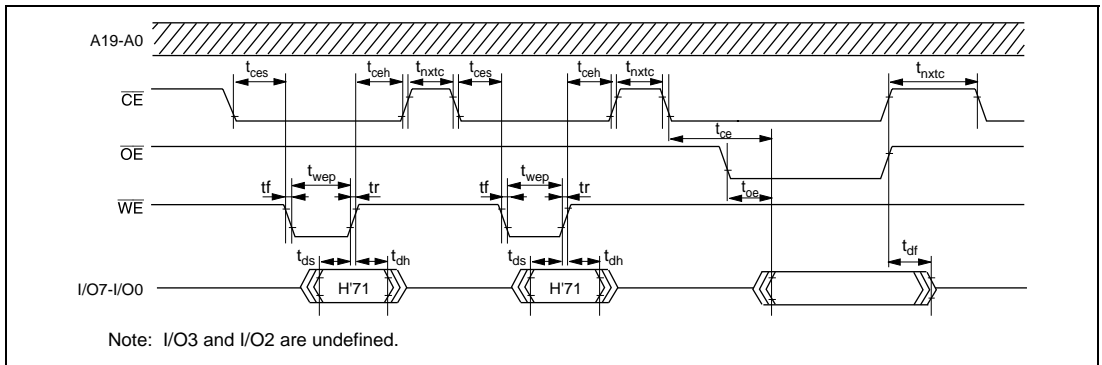 A19-A0
t_ces t_ceh t_nxtc t_ces t_ceh t_nxtc t_nxtc
CE
t_ce
OE
t_wep t_wep
tf tr tf tr t_oe
WE
t_ds t_dh t_ds t_dh t_df
I/O7-I/O0 H'71 H'71
Note: I/O3 and I/O2 are undefined.